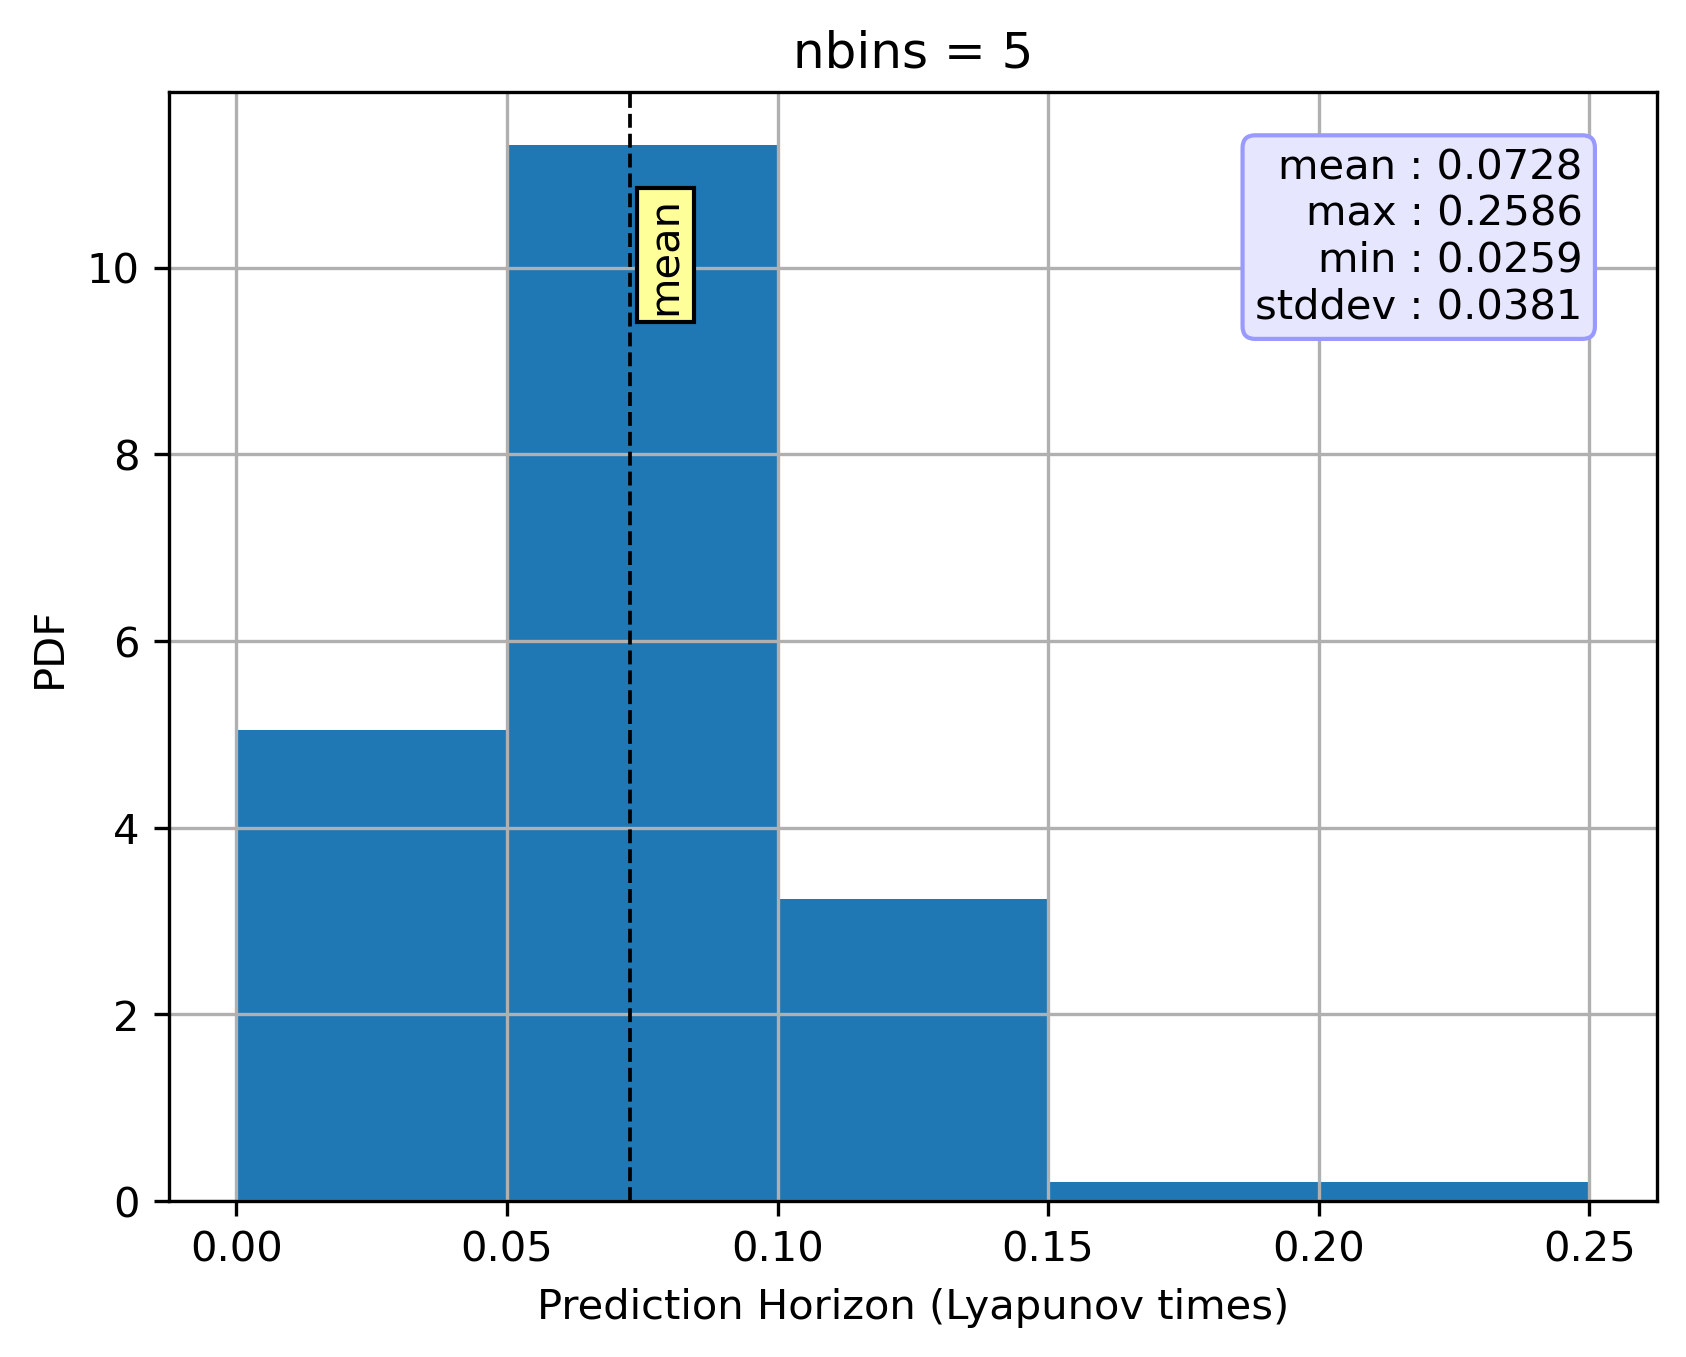 nbins = 5
mean : 0.0728
max : 0.2586
min : 0.0259
stddev : 0.0381
mean
PDF
10
8
6
4
2
0
0.00 0.05 0.10 0.15 0.20 0.25
Prediction Horizon (Lyapunov times)